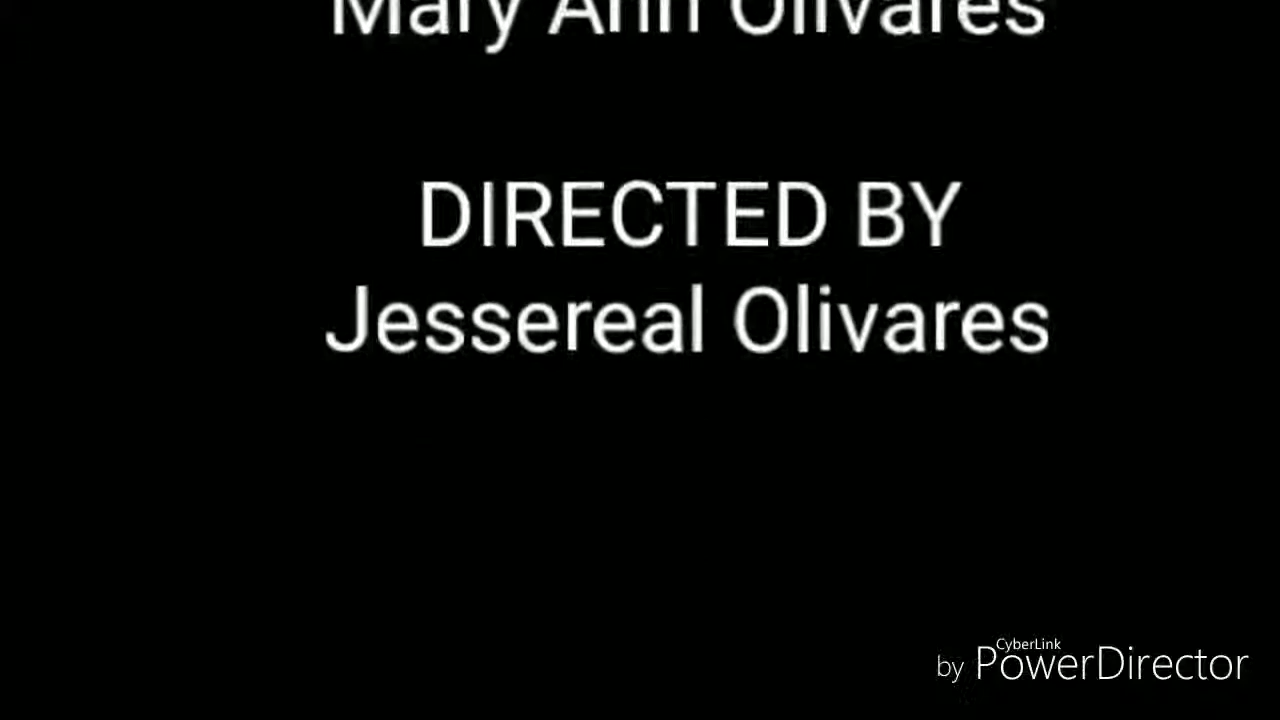 Mary Ann Olivares
DIRECTED BY
Jessereal Olivares
CyberLink
by PowerDirector